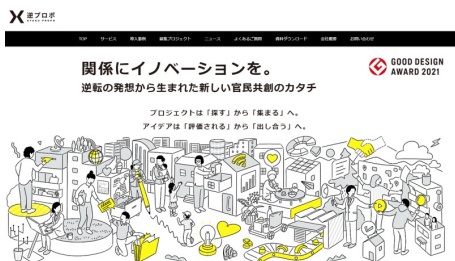 逆プロポ
GYAKU PROPO
TOP　サービス　導入事例　募集プロジェクト　ニュース　よくあるご質問　資料ダウンロード　会社概要　お問い合わせ
GOOD DESIGN
AWARD 2021
関係にイノベーションを。
逆転の発想から生まれた新しい官民共創のカタチ
プロジェクトは「探す」から「集まる」へ。
アイデアは「評価される」から「出し合う」へ。